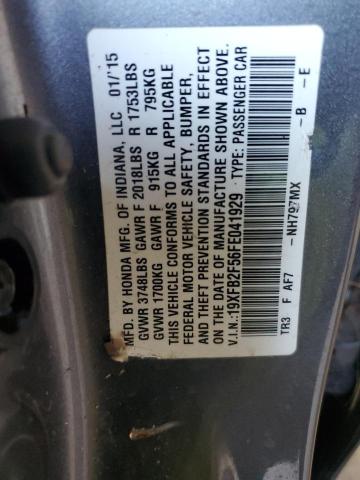 MFD. BY HONDA MFG. OF INDIANA, LLC 01/'15
GVWR 3748LBS GAWR F 2018LBS R 1753LBS
GVWR 1700KG GAWR F 915KG R 795KG
THIS VEHICLE CONFORMS TO ALL APPLICABLE
FEDERAL MOTOR VEHICLE SAFETY, BUMPER,
AND THEFT PREVENTION STANDARDS IN EFFECT
ON THE DATE OF MANUFACTURE SHOWN ABOVE.
V.I.N.:19XFB2F56FE041929 TYPE: PASSENGER CAR
-NH797MX -B -E
TR3 F AF7